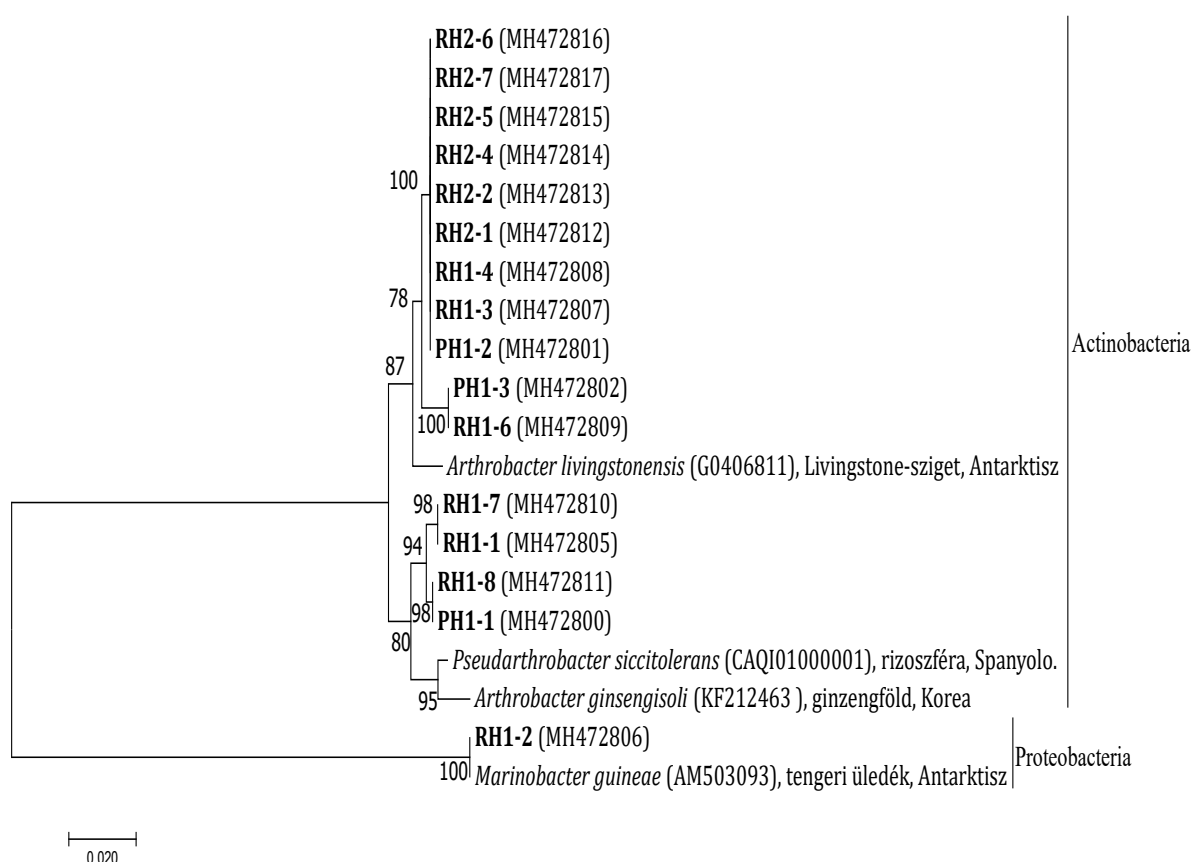 RH2-6 (MH472816)
RH2-7 (MH472817)
RH2-5 (MH472815)
RH2-4 (MH472814)
100
RH2-2 (MH472813)
RH2-1 (MH472812)
RH1-4 (MH472808)
78
RH1-3 (MH472807)
PH1-2 (MH472801)
Actinobacteria
87
PH1-3 (MH472802)
100
RH1-6 (MH472809)
Arthrobacter livingstonensis (G0406811), Livingstone-sziget, Antarktisz
98
RH1-7 (MH472810)
94
RH1-1 (MH472805)
RH1-8 (MH472811)
98
PH1-1 (MH472800)
80
Pseudarthrobacter siccitolerans (CAQI01000001), rizoszféra, Spanyolo.
95
Arthrobacter ginsengisoli (KF212463 ), ginzengföld, Korea
RH1-2 (MH472806)
Proteobacteria
100
Marinobacter guineae (AM503093), tengeri üledék, Antarktisz
0.020